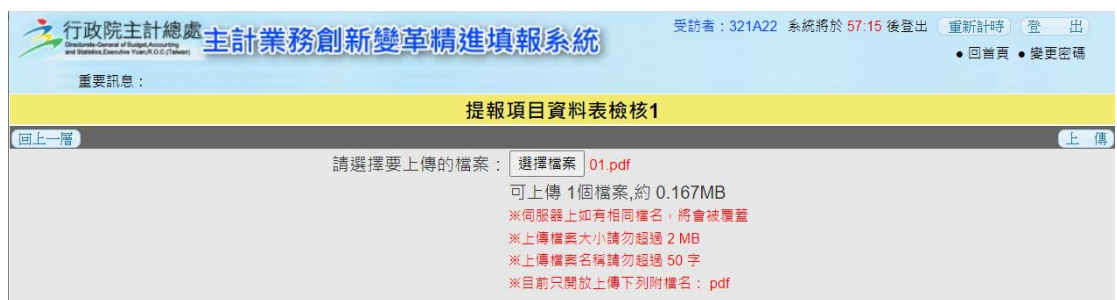 行政院主計總處
Directorate-General of Budget, Accounting
and Statistics, Executive Yuan, R.O.C. (Taiwan)
主計業務創新變革精進填報系統
受訪者：321A22 系統將於 57:15 後登出 重新計時 登 出
● 回首頁 ● 變更密碼
重要訊息：
提報項目資料表檢核1
回上一層 上 傳
請選擇要上傳的檔案： 選擇檔案 01.pdf
可上傳 1個檔案,約 0.167MB
※伺服器上如有相同檔名，將會被覆蓋
※上傳檔案大小請勿超過 2 MB
※上傳檔案名稱請勿超過 50 字
※目前只開放上傳下列附檔名： pdf